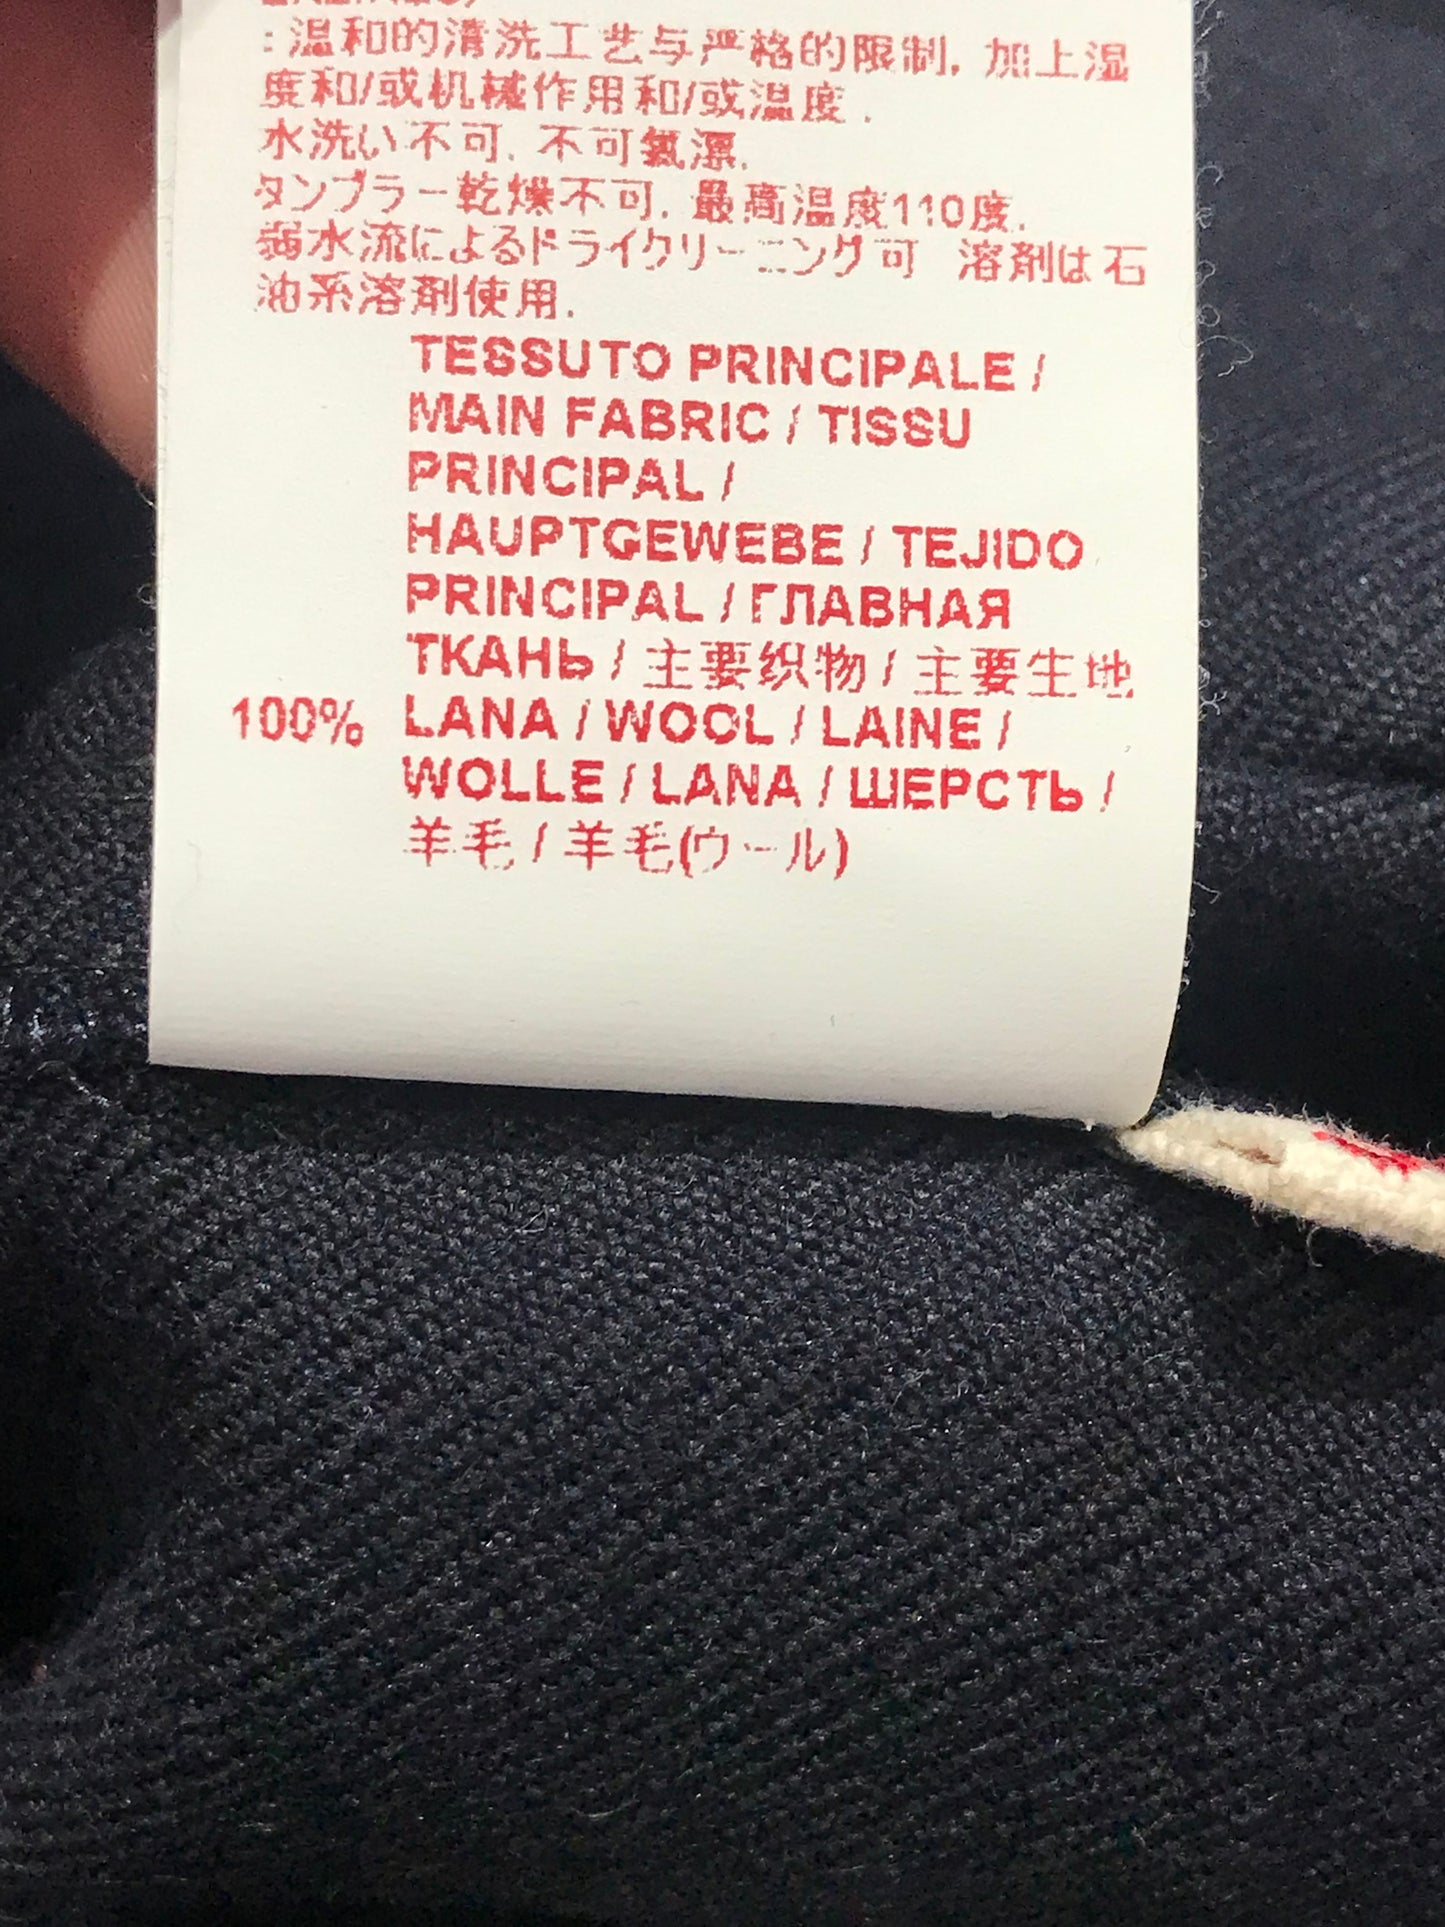 :温和的清洗工艺与严格的限制, 加上湿
度和/或机械作用和/或温度.
水洗い不可. 不可氯漂.
タンブラー乾燥不可. 最高温度110度.
弱水流によるドライクリーニング可 溶剤は石
油系溶剤使用.
TESSUTO PRINCIPALE /
MAIN FABRIC / TISSU
PRINCIPAL /
HAUPTGEWEBE / TEJIDO
PRINCIPAL / ГЛАВНАЯ
ТКАНЬ / 主要织物 / 主要生地
100% LANA / WOOL / LAINE /
WOLLE / LANA / ШЕРСТЬ /
羊毛 / 羊毛(ウール)